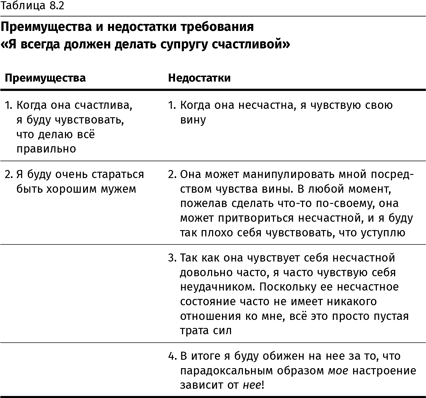 Таблица 8.2
Преимущества и недостатки требования
«Я всегда должен делать супругу счастливой»
Преимущества
Недостатки
1. Когда она счастлива,
я буду чувствовать,
что делаю всё
правильно
1. Когда она несчастна, я чувствую свою
вину
2. Я буду очень стараться
быть хорошим мужем
2. Она может манипулировать мной посред-
ством чувства вины. В любой момент,
пожелав сделать что-то по-своему, она
может притвориться несчастной, и я буду
так плохо себя чувствовать, что уступлю
3. Так как она чувствует себя несчастной
довольно часто, я часто чувствую себя
неудачником. Поскольку ее несчастное
состояние часто не имеет никакого
отношения ко мне, всё это просто пустая
трата сил
4. В итоге я буду обижен на нее за то, что
парадоксальным образом мое настроение
зависит от нее!